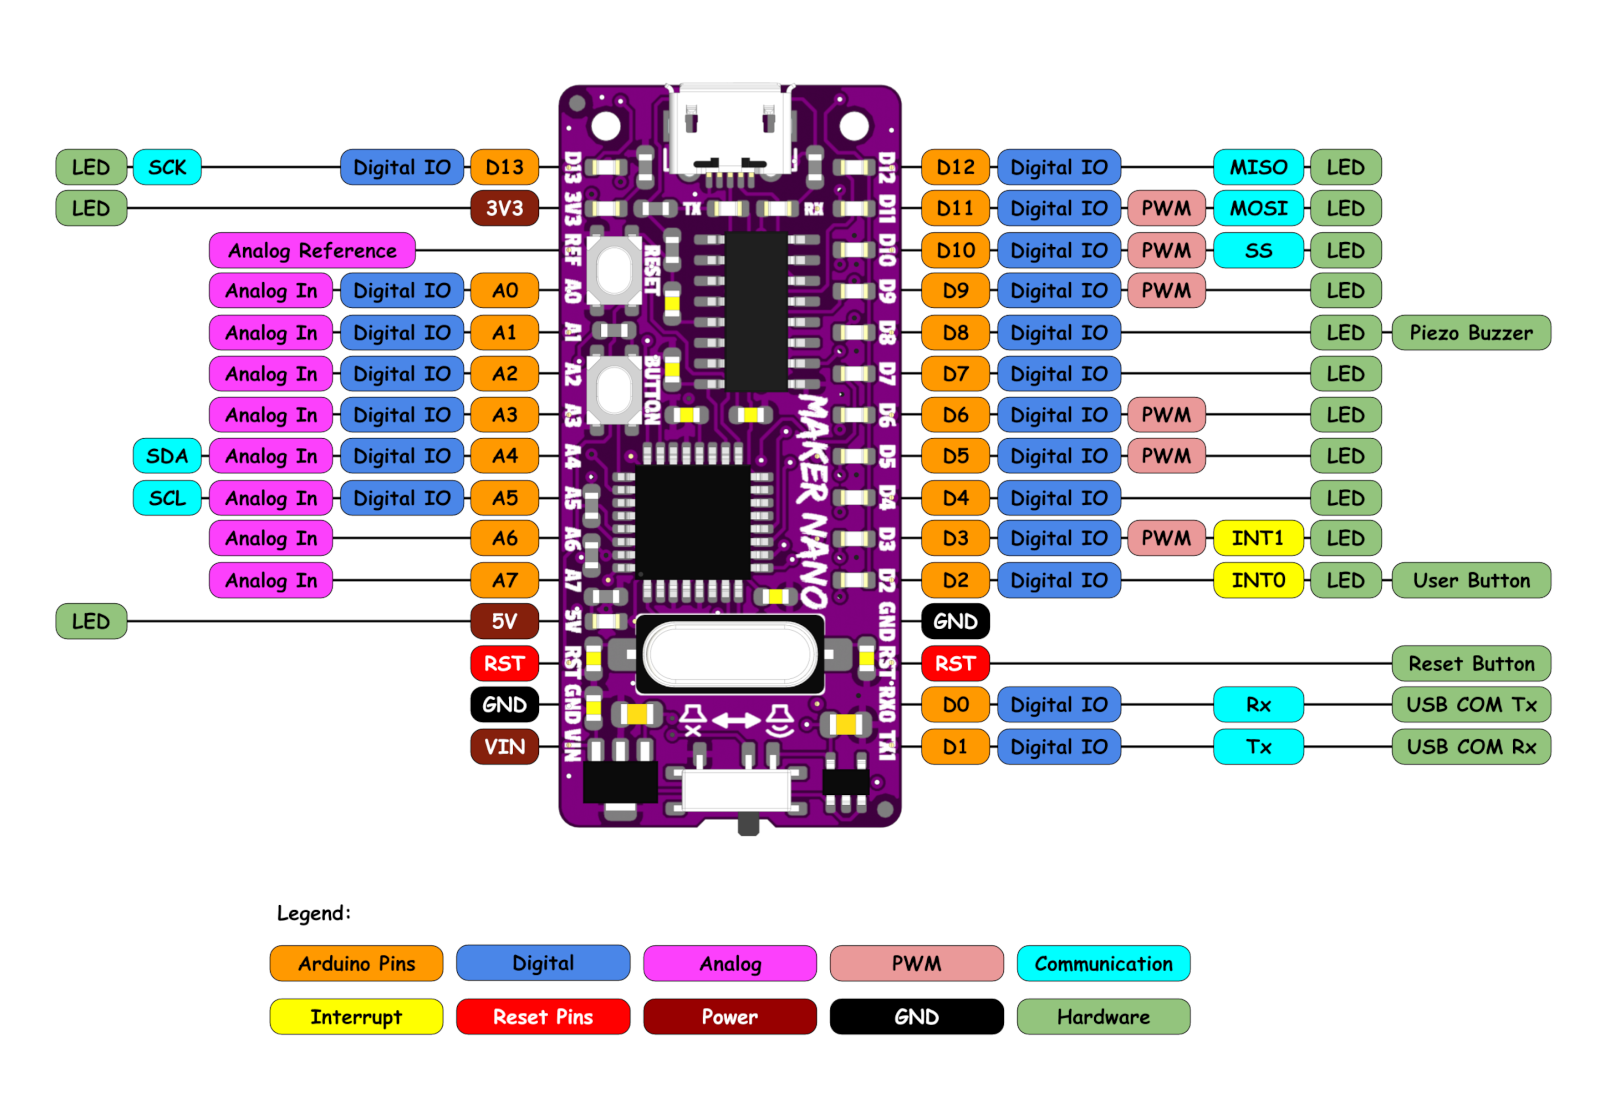 LED SCK Digital IO D13
LED 3V3
Analog Reference
Analog In Digital IO A0
Analog In Digital IO A1
Analog In Digital IO A2
Analog In Digital IO A3
SDA Analog In Digital IO A4
SCL Analog In Digital IO A5
Analog In A6
Analog In A7
LED 5V
RST
GND
VIN
D13
3V3
REF
A0
A1
A2
A3
A4
A5
A6
A7
5V
RST
GND
VIN
TX
RX
RESET
BUTTON
MAKER NANO
D12
D11
D10
D9
D8
D7
D6
D5
D4
D3
D2
GND
RST
RX0
TX1
D12 Digital IO MISO LED
D11 Digital IO PWM MOSI LED
D10 Digital IO PWM SS LED
D9 Digital IO PWM LED
D8 Digital IO LED Piezo Buzzer
D7 Digital IO LED
D6 Digital IO PWM LED
D5 Digital IO PWM LED
D4 Digital IO LED
D3 Digital IO PWM INT1 LED
D2 Digital IO INT0 LED User Button
GND
RST Reset Button
D0 Digital IO Rx USB COM Tx
D1 Digital IO Tx USB COM Rx
Legend:
Arduino Pins Digital Analog PWM Communication
Interrupt Reset Pins Power GND Hardware